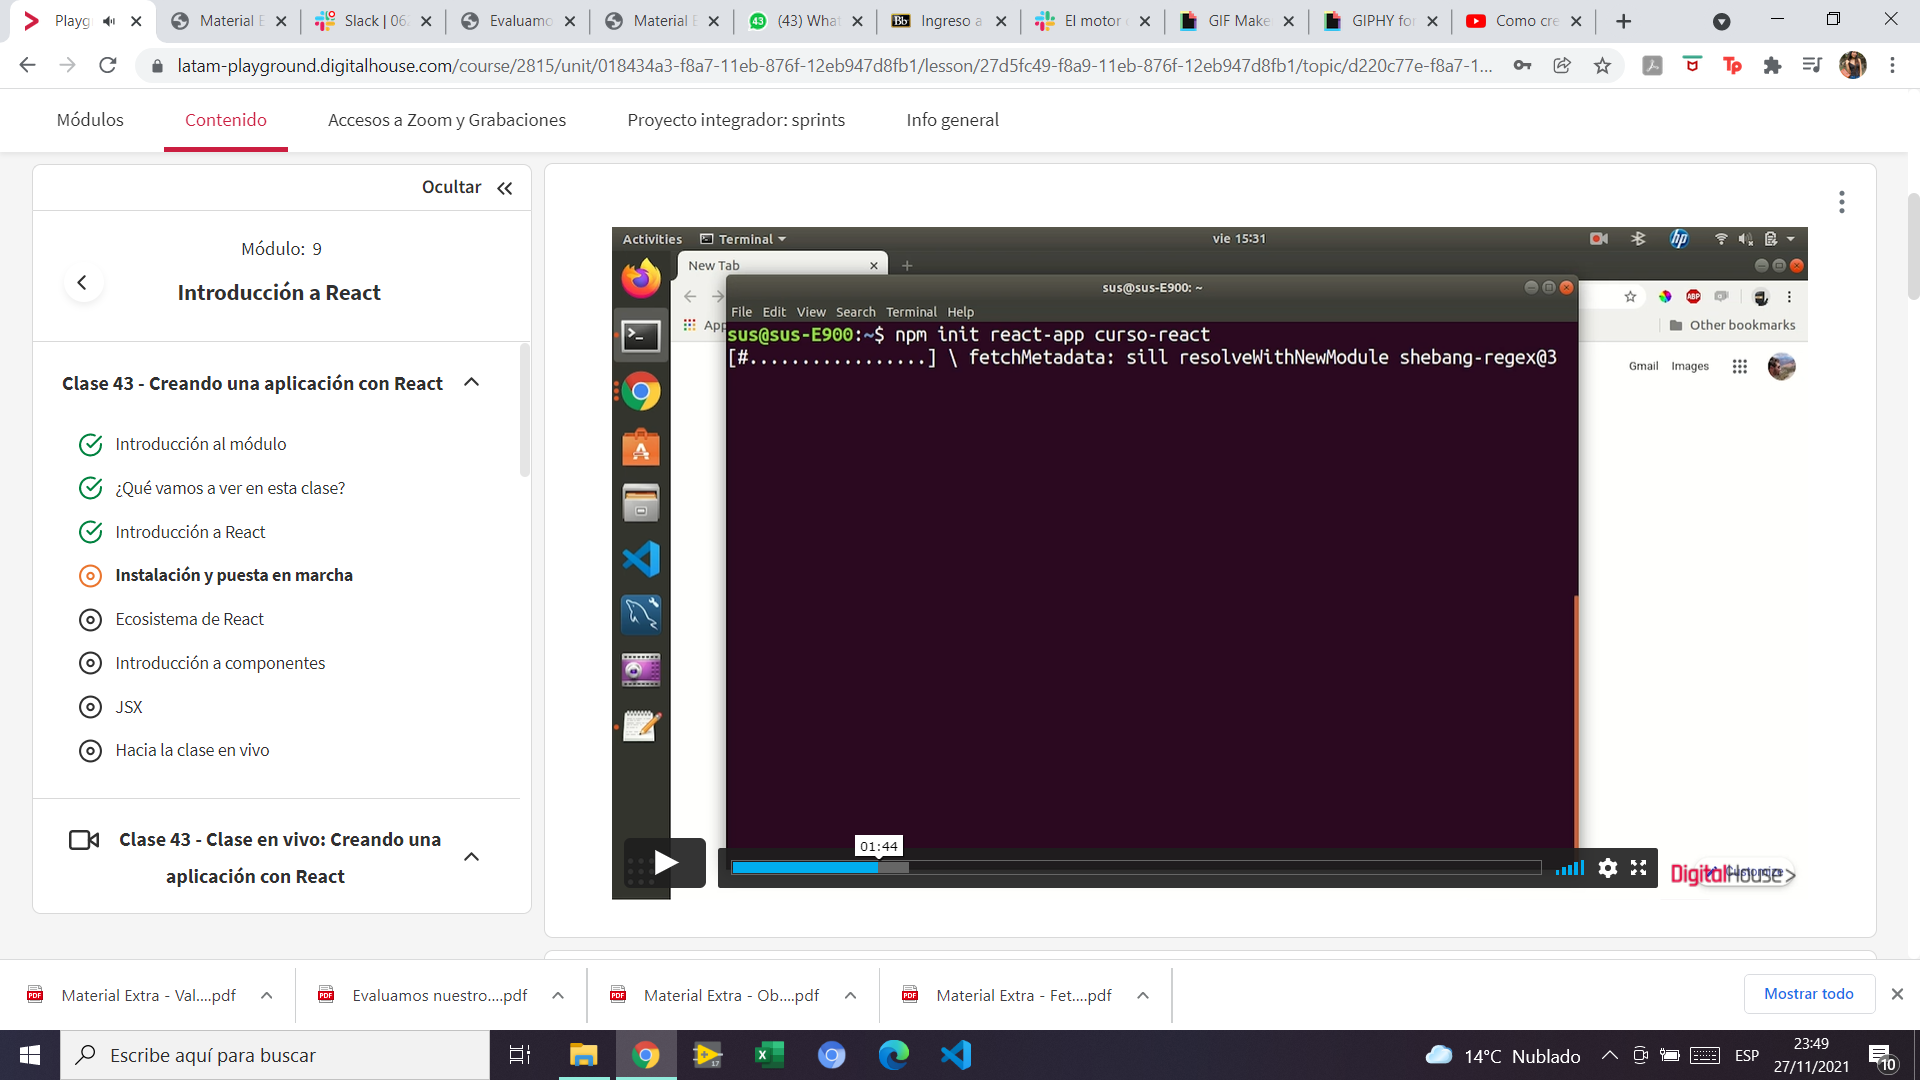 Playg
Material E
Slack | 062
Evaluamo
Material E
(43) What
Ingreso a
El motor
GIF Make
GIPHY for
Como cre
latam-playground.digitalhouse.com/course/2815/unit/018434a3-f8a7-11eb-876f-12eb947d8fb1/lesson/27d5fc49-f8a9-11eb-876f-12eb947d8fb1/topic/d220c77e-f8a7-1...
Módulos Contenido Accesos a Zoom y Grabaciones Proyecto integrador: sprints Info general
Ocultar
Módulo: 9
Introducción a React
Clase 43 - Creando una aplicación con React
Introducción al módulo
¿Qué vamos a ver en esta clase?
Introducción a React
Instalación y puesta en marcha
Ecosistema de React
Introducción a componentes
JSX
Hacia la clase en vivo
Clase 43 - Clase en vivo: Creando una
aplicación con React
Activities Terminal vie 15:31
hp
New Tab
sus@sus-E900: ~
ABP
File Edit View Search Terminal Help
App
Other bookmarks
sus@sus-E900:~$ npm init react-app curso-react
[#.................] \ fetchMetadata: sill resolveWithNewModule shebang-regex@3
Gmail Images
01:44
DigitalHouse>
Customize
Material Extra - Val....pdf
Evaluamos nuestro....pdf
Material Extra - Ob....pdf
Material Extra - Fet....pdf
Mostrar todo
Escribe aquí para buscar
14°C Nublado
ESP
23:49
27/11/2021
10